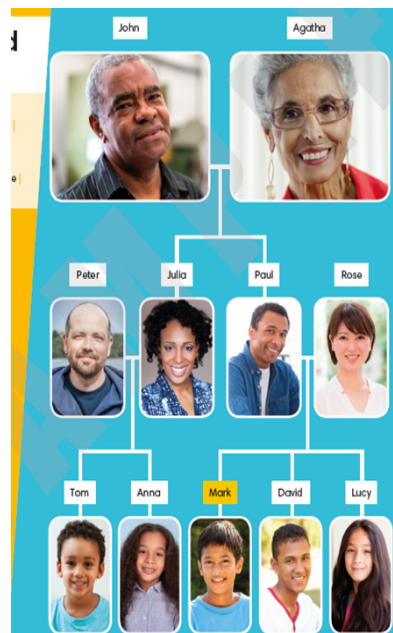 d
e
John Agatha
Peter Julia Paul Rose
Tom Anna Mark David Lucy